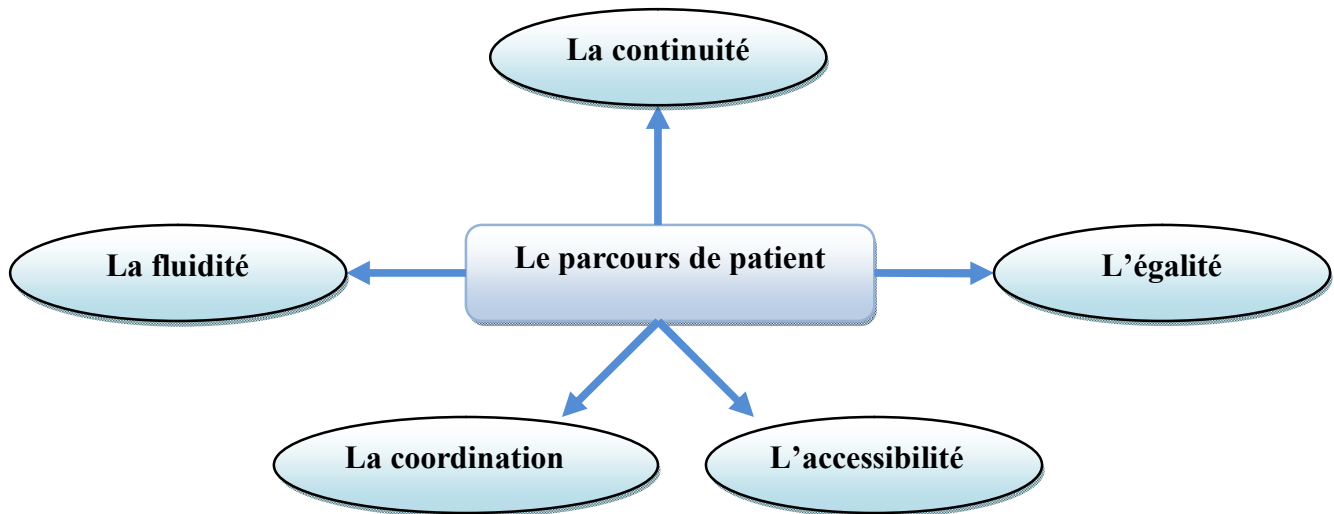 La continuité
La fluidité
Le parcours de patient
L’égalité
La coordination
L’accessibilité